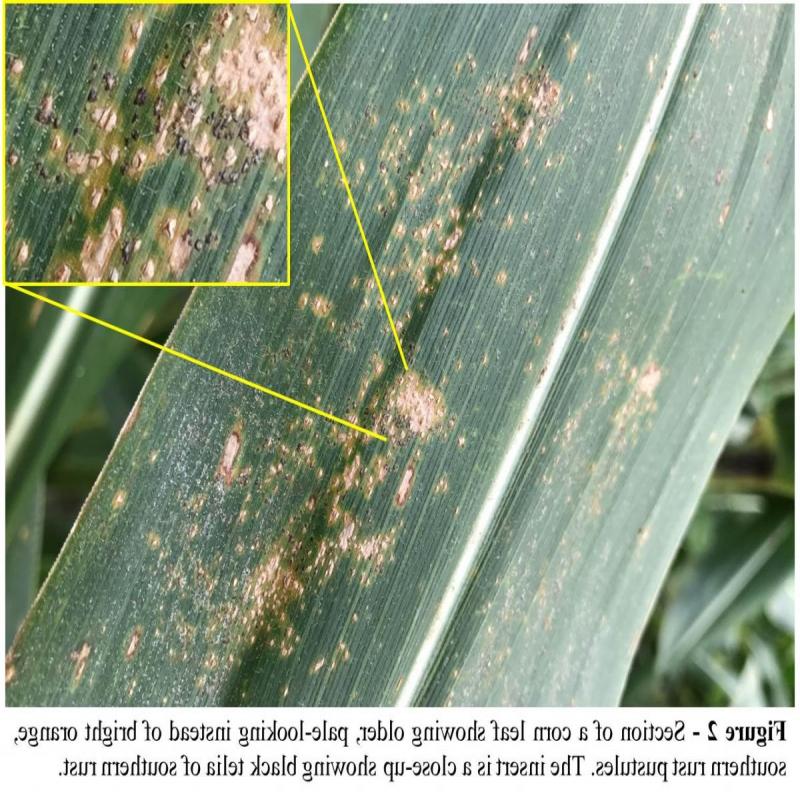 Figure 2 - Section of a corn leaf showing older, pale-looking instead of bright orange,
southern rust pustules. The insert is a close-up showing black telia of southern rust.